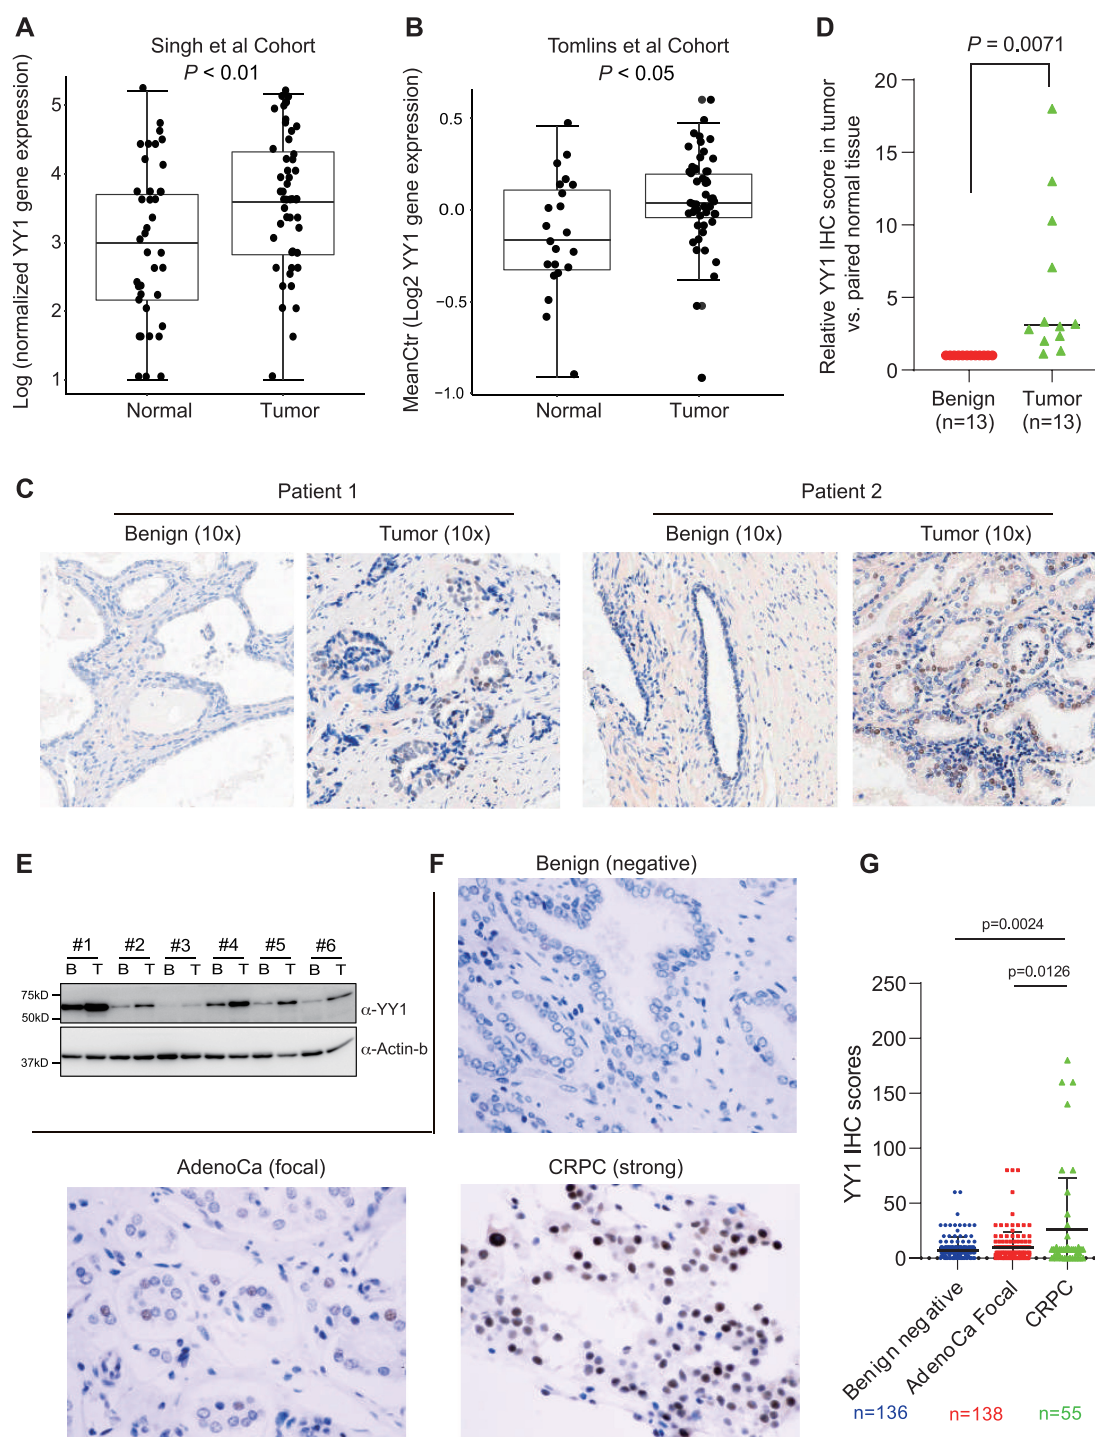 A
Singh et al Cohort
P < 0.01
Log (normalized YY1 gene expression)
5
4
3
2
1
Normal
Tumor
B
Tomlins et al Cohort
P < 0.05
MeanCtr (Log2 YY1 gene expression)
0.5
0.0
−0.5
−1.0
Normal
Tumor
D
P = 0.0071
Relative YY1 IHC score in tumor
vs. paired normal tissue
20
15
10
5
0
Benign
(n=13)
Tumor
(n=13)
C
Patient 1
Patient 2
Benign (10x)
Tumor (10x)
Benign (10x)
Tumor (10x)
E
#1 #2 #3 #4 #5 #6
B T B T B T B T B T B T
75kD
50kD
α-YY1
37kD
α-Actin-b
F
Benign (negative)
AdenoCa (focal)
CRPC (strong)
G
p=0.0024
p=0.0126
YY1 IHC scores
250
200
150
100
50
0
Benign negative
AdenoCa Focal
CRPC
n=136
n=138
n=55